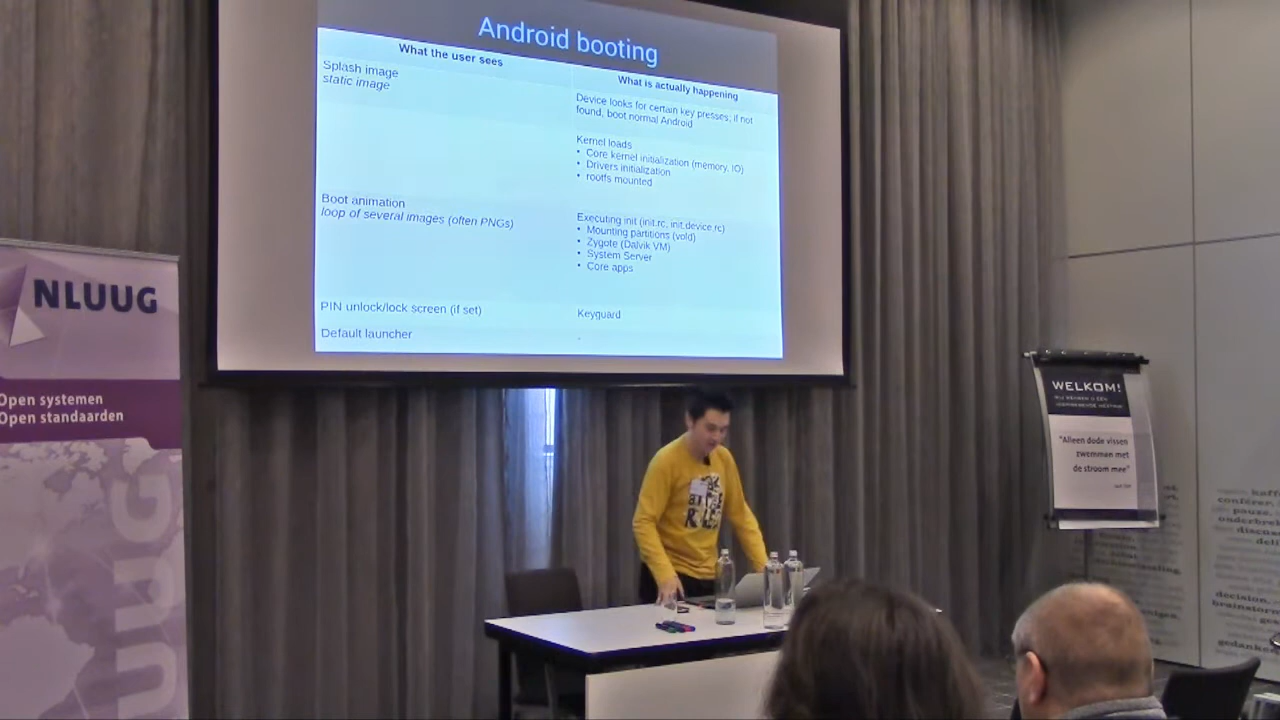 Android booting
What the user sees
What is actually happening
Splash image
static image
Device looks for certain key presses; if not
found, boot normal Android
Kernel loads
• Core kernel initialization (memory, IO)
• Drivers initialization
• rootfs mounted
Boot animation
loop of several images (often PNGs)
Executing init (init.rc, init.device.rc)
• Mounting partitions (vold)
• Zygote (Dalvik VM)
• System Server
• Core apps
PIN unlock/lock screen (if set)
Keyguard
Default launcher
-
NLUUG
Open systemen
Open standaarden
UUG
WELKOM!
"Alleen dode vissen
zwemmen met
de stroom mee"
decision,
brainstorm